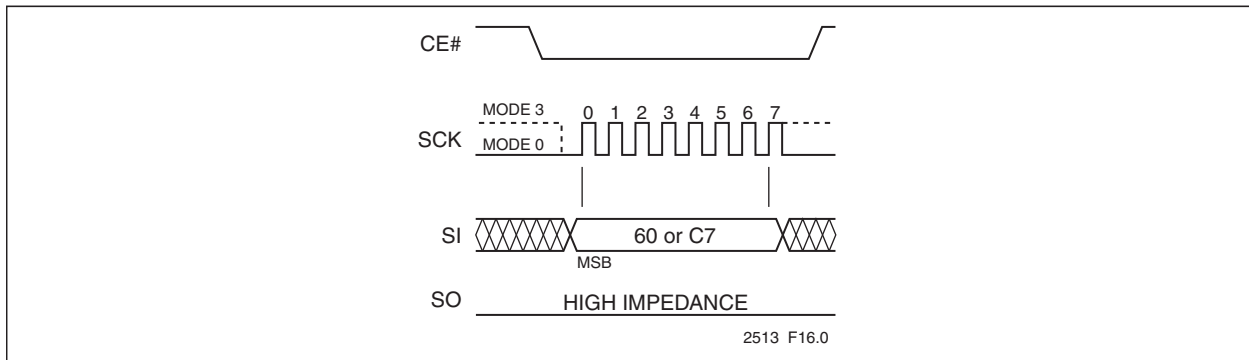 CE#
MODE 3 0 1 2 3 4 5 6 7
SCK
MODE 0
SI 60 or C7
MSB
SO HIGH IMPEDANCE
2513 F16.0